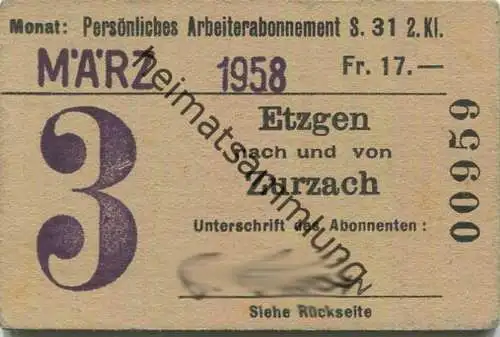 Monat: Persönliches Arbeiterabonnement S. 31 2. Kl.
MÄRZ 1958 Fr. 17.—
3
Etzgen
nach und von
Zurzach
00959
Unterschrift des Abonnenten:
Siehe Rückseite
heimatsammlung